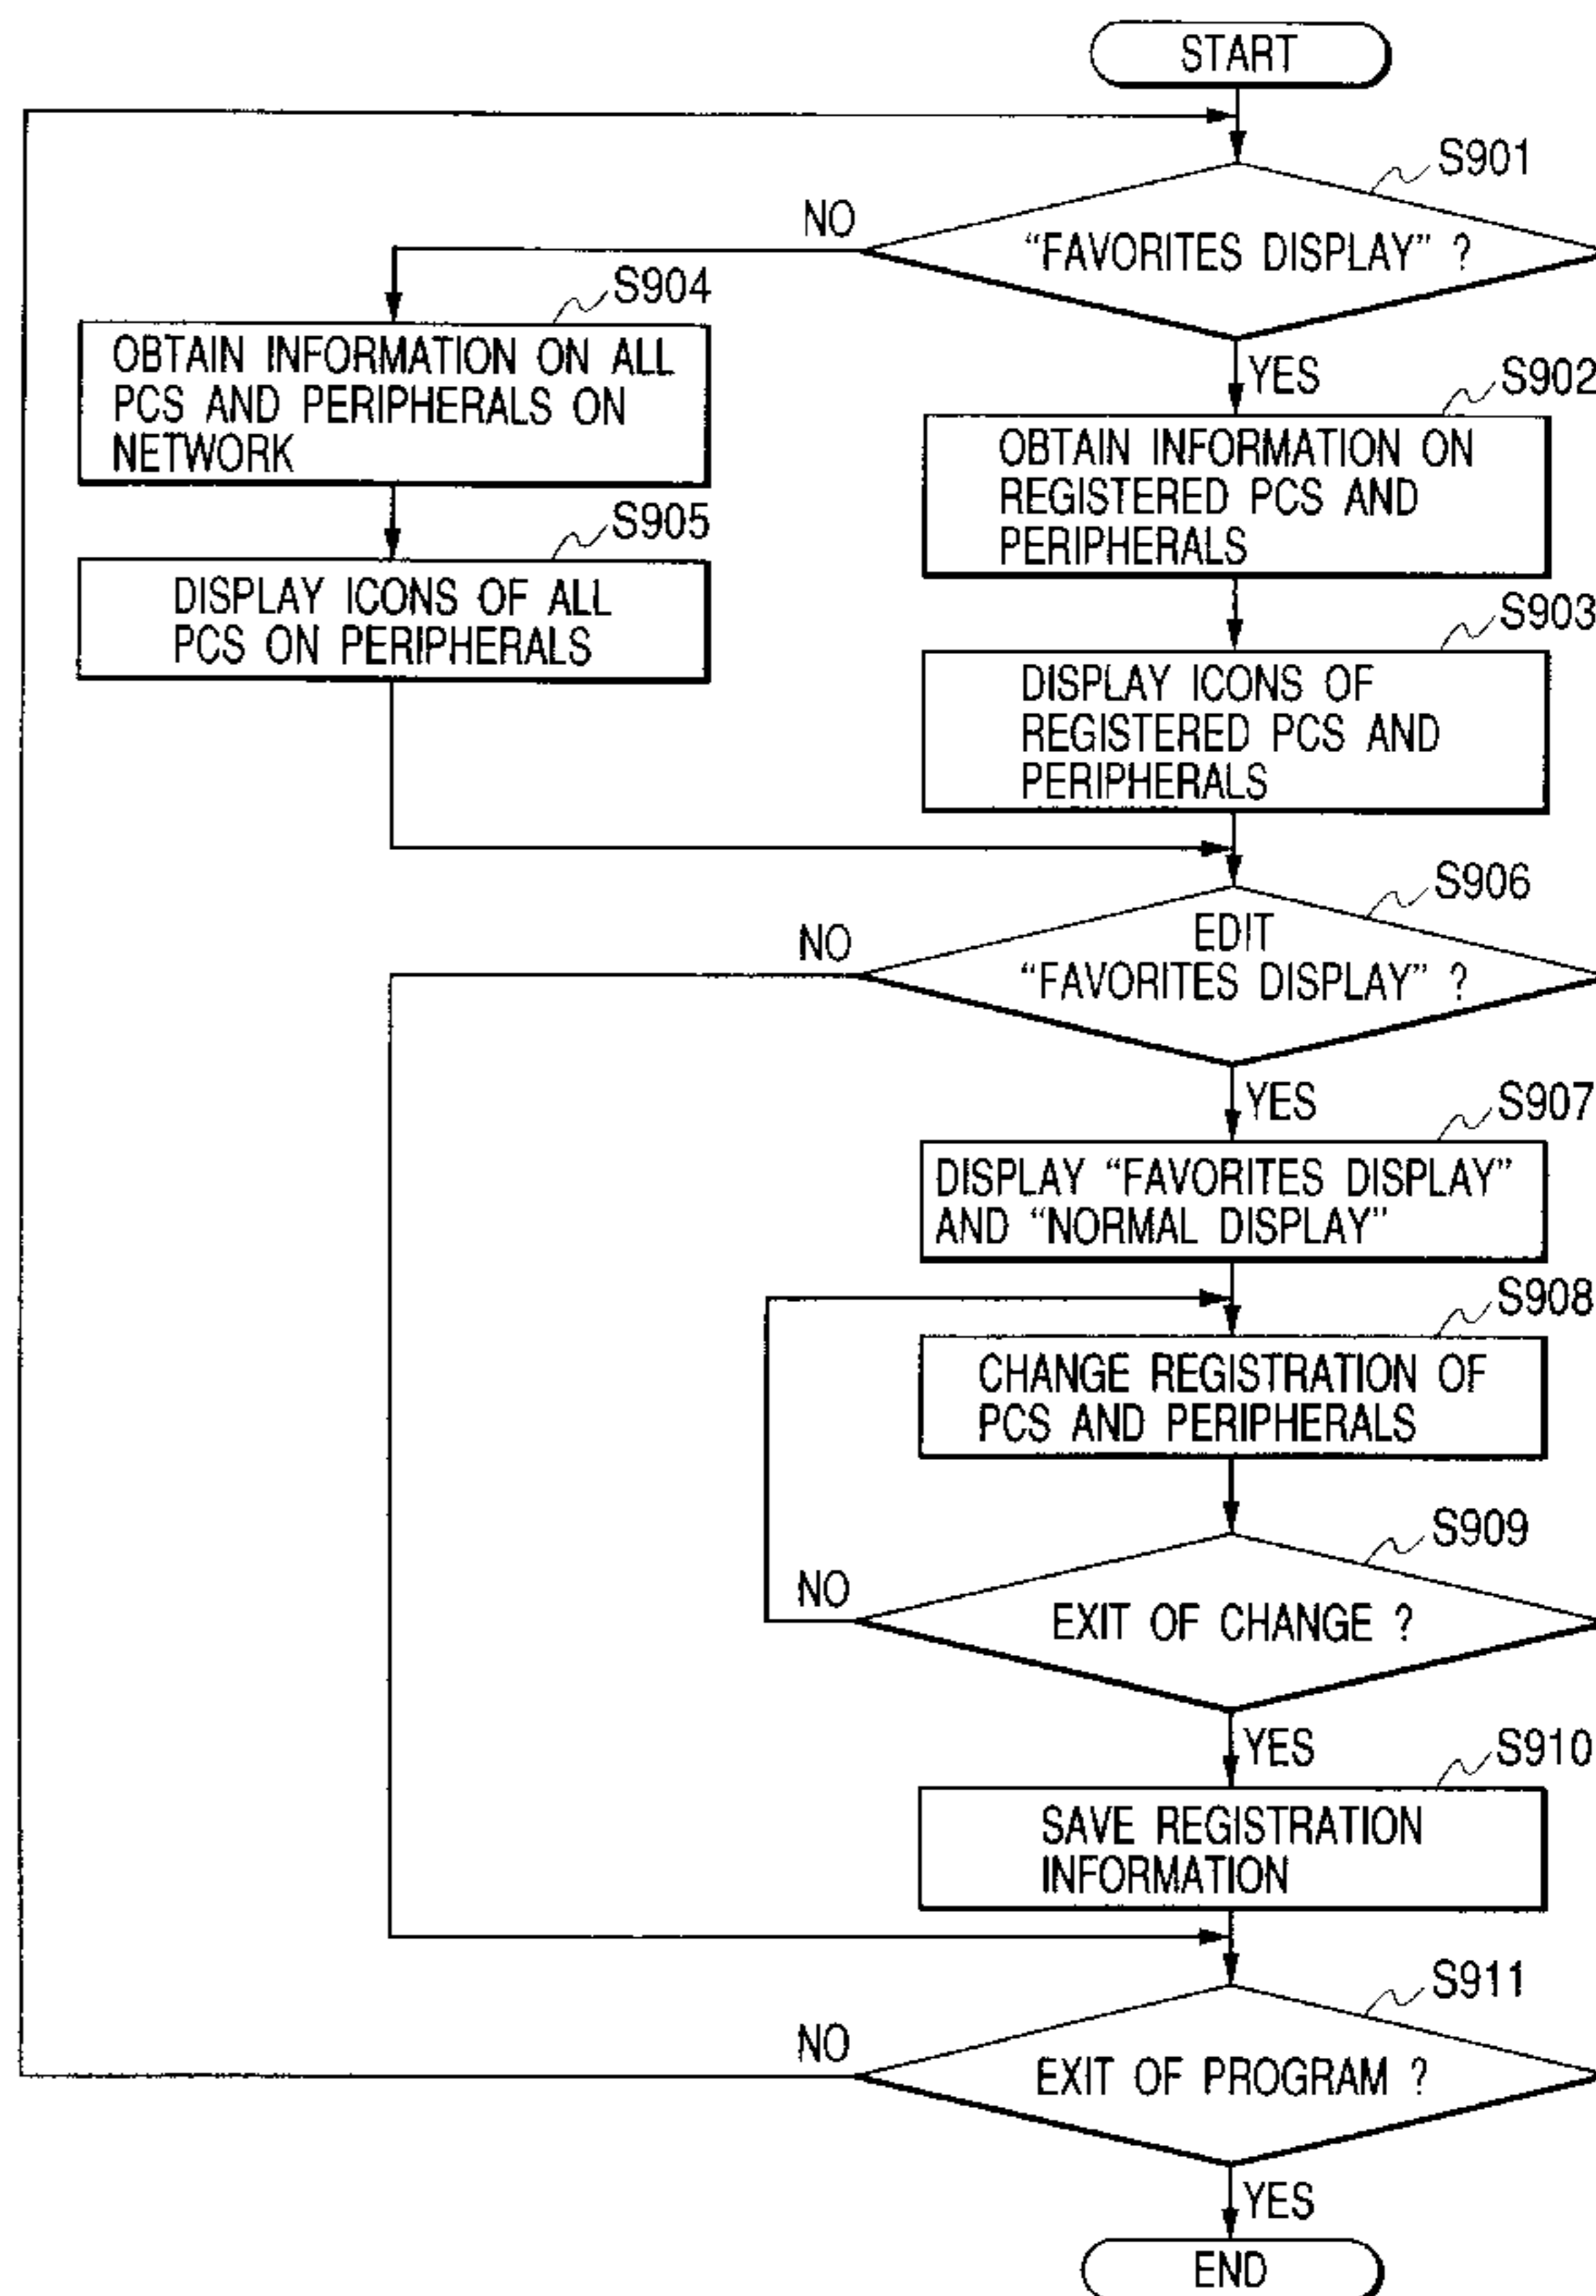 START
S901
NO
“FAVORITES DISPLAY” ?
S904
YES
S902
OBTAIN INFORMATION ON ALL
PCS AND PERIPHERALS ON
NETWORK
OBTAIN INFORMATION ON
REGISTERED PCS AND
PERIPHERALS
S905
S903
DISPLAY ICONS OF ALL
PCS ON PERIPHERALS
DISPLAY ICONS OF
REGISTERED PCS AND
PERIPHERALS
S906
NO
EDIT
“FAVORITES DISPLAY” ?
YES
S907
DISPLAY “FAVORITES DISPLAY”
AND “NORMAL DISPLAY”
S908
CHANGE REGISTRATION OF
PCS AND PERIPHERALS
S909
NO
EXIT OF CHANGE ?
YES
S910
SAVE REGISTRATION
INFORMATION
S911
NO
EXIT OF PROGRAM ?
YES
END